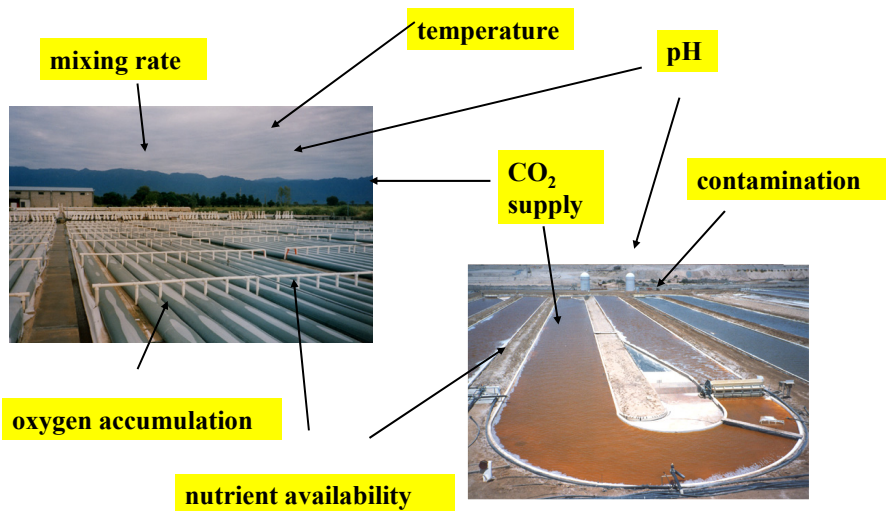 temperature
mixing rate
pH
CO₂
supply
contamination
oxygen accumulation
nutrient availability